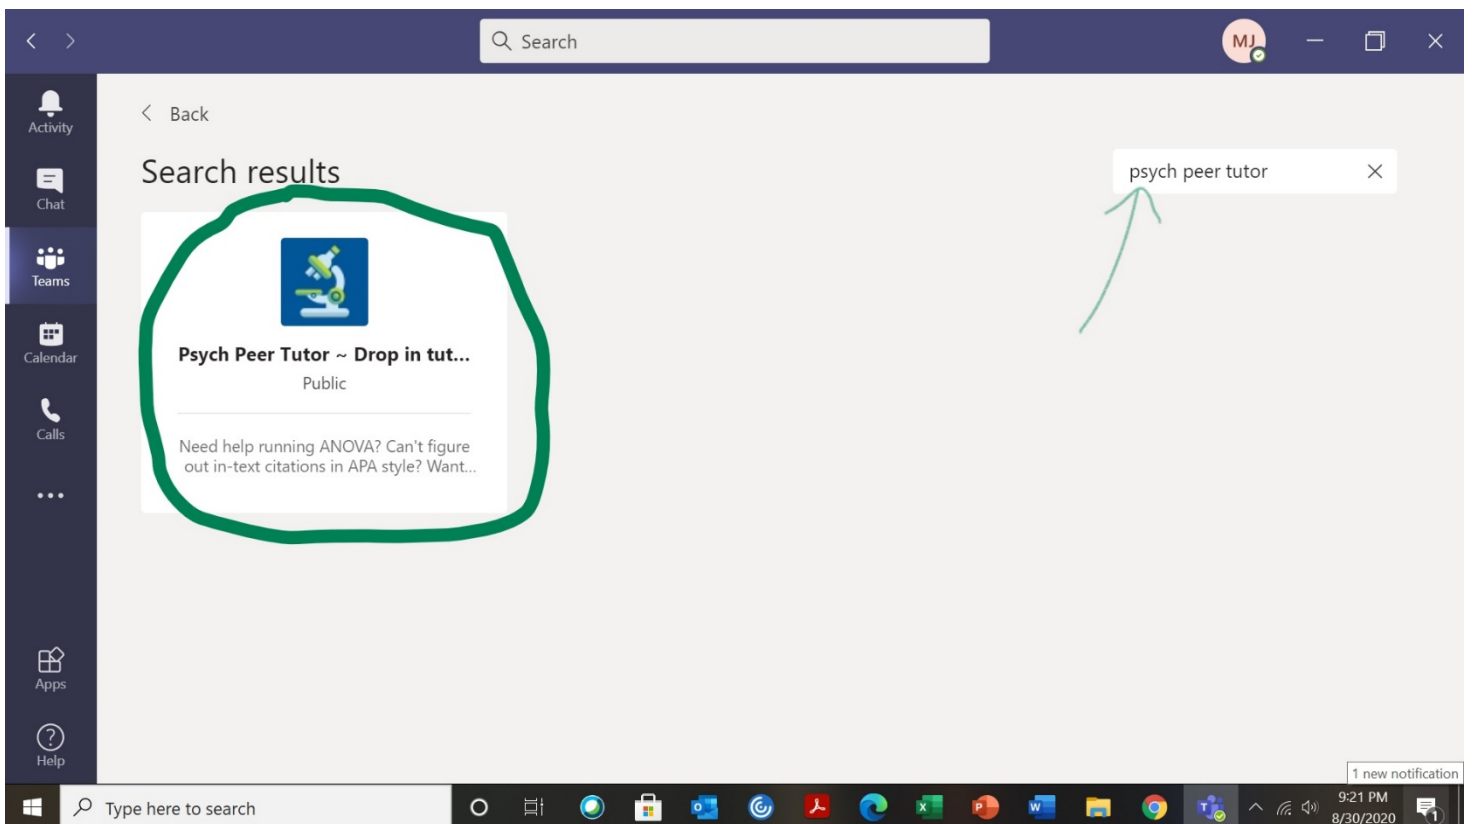 Search
MJ
Activity
Back
Search results
psych peer tutor
Chat
Teams
Psych Peer Tutor ~ Drop in tut...
Public
Calendar
Calls
Need help running ANOVA? Can't figure
out in-text citations in APA style? Want...
Apps
Help
1 new notification
Type here to search
9:21 PM
8/30/2020
1